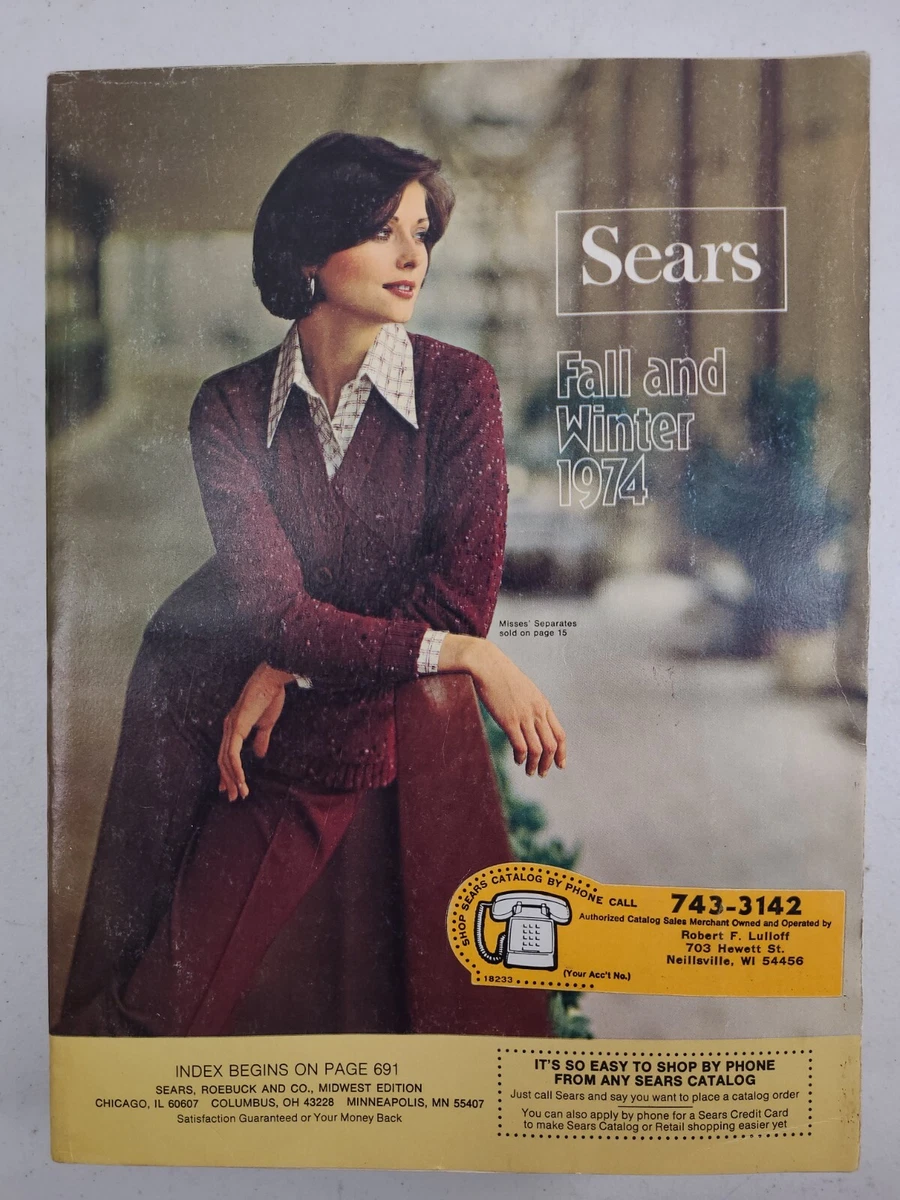 Sears
Fall and
Winter
1974
Misses' Separates
sold on page 15
SHOP SEARS CATALOG BY PHONE CALL
743-3142
Authorized Catalog Sales Merchant Owned and Operated by
Robert F. Lulloff
703 Hewett St.
Neillsville, WI 54456
18233
(Your Acc't No.)
INDEX BEGINS ON PAGE 691
SEARS, ROEBUCK AND CO., MIDWEST EDITION
CHICAGO, IL 60607 COLUMBUS, OH 43228 MINNEAPOLIS, MN 55407
Satisfaction Guaranteed or Your Money Back
IT'S SO EASY TO SHOP BY PHONE
FROM ANY SEARS CATALOG
Just call Sears and say you want to place a catalog order
You can also apply by phone for a Sears Credit Card
to make Sears Catalog or Retail shopping easier yet